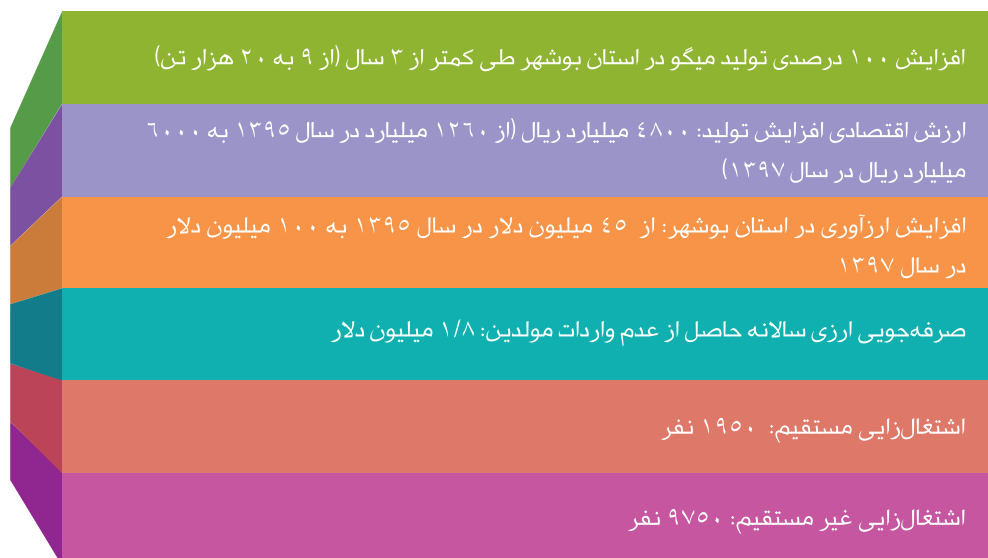 افزایش ۱۰۰ درصدی تولید میگو در استان بوشهر طی کمتر از ۳ سال (از ۹ به ۲۰ هزار تن)
ارزش اقتصادی افزایش تولید: ۴۸۰۰ میلیارد ریال (از ۱۲۶۰ میلیارد در سال ۱۳۹۵ به ۶۰۰۰
میلیارد ریال در سال ۱۳۹۷)
افزایش ارزآوری در استان بوشهر: از ۴۵ میلیون دلار در سال ۱۳۹۵ به ۱۰۰ میلیون دلار
در سال ۱۳۹۷
صرفه‌جویی ارزی سالانه حاصل از عدم واردات مولدین: ۱/۸ میلیون دلار
اشتغال‌زایی مستقیم: ۱۹۵۰ نفر
اشتغال‌زایی غیر مستقیم: ۹۷۵۰ نفر